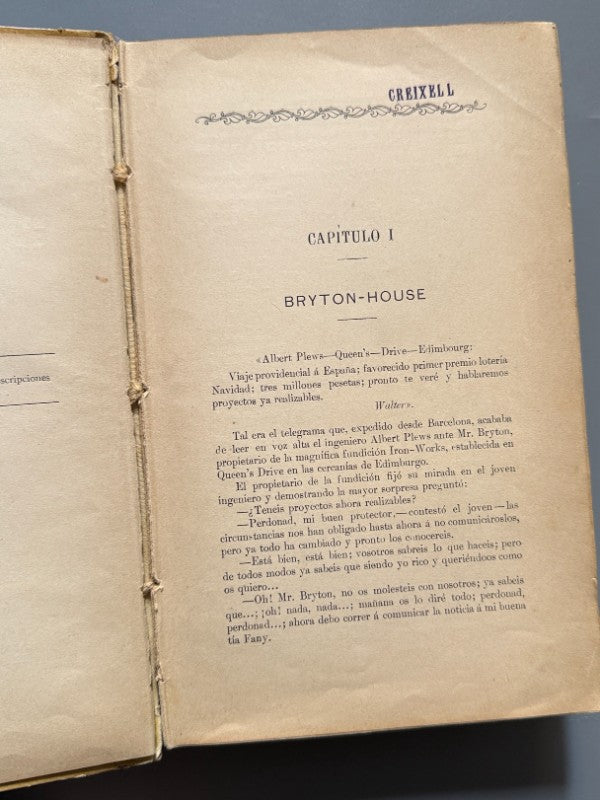 CREIXELL
CAPÍTULO I
BRYTON-HOUSE
«Albert Plews—Queen's—Drive—Edimbourg:
Viaje providencial á España; favorecido primer premio lotería
Navidad; tres millones pesetas; pronto te veré y hablaremos
proyectos ya realizables.
Walter».
Tal era el telegrama que, expedido desde Barcelona, acababa
de leer en voz alta el ingeniero Albert Plews ante Mr. Bryton,
propietario de la magnífica fundición Iron-Works, establecida en
Queen's Drive en las cercanías de Edimburgo.
El propietario de la fundición fijó su mirada en el joven
ingeniero y demostrando la mayor sorpresa preguntó:
—¿Teneis proyectos ahora realizables?
—Perdonad, mi buen protector,—contestó el joven—las
circunstancias nos han obligado hasta ahora á no comunicároslos,
pero ya todo ha cambiado y pronto los conocereis.
—Está bien, está bien; vosotros sabreis lo que haceis; pero
de todos modos ya sabeis que siendo yo rico y queriéndoos como
os quiero...
—Oh! Mr. Bryton, no os molesteis con nosotros; ya sabeis
que...; ¡oh! nada, nada...; mañana os lo diré todo; perdonad,
perdonad...; ahora debo correr á comunicar la noticia á mi buena
tía Fany.
scripciones